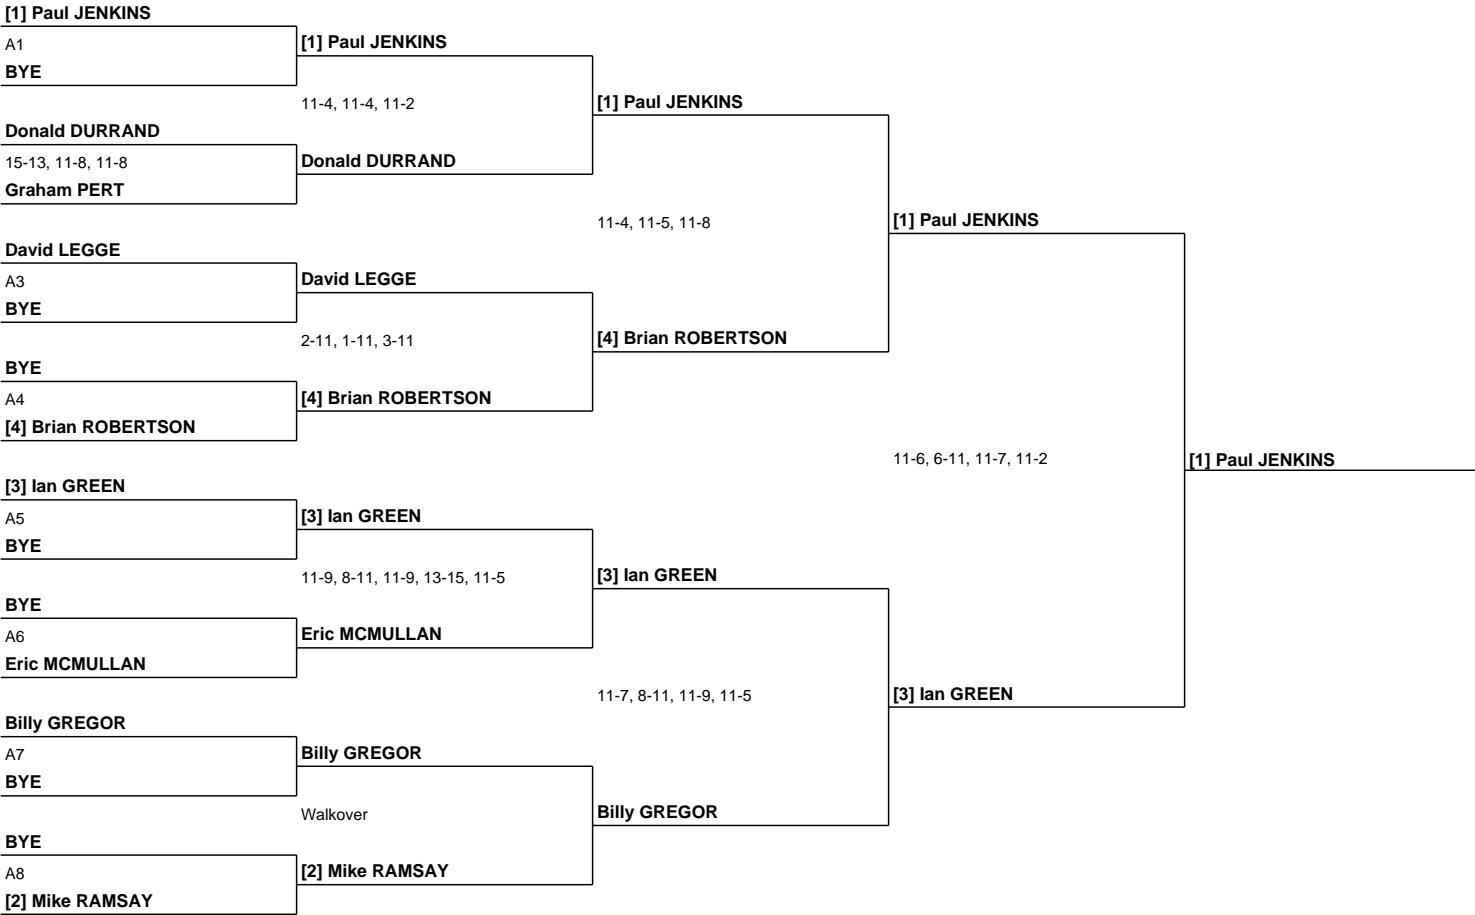 [1] Paul JENKINS
A1
BYE
Donald DURRAND
15-13, 11-8, 11-8
Graham PERT
David LEGGE
A3
BYE
BYE
A4
[4] Brian ROBERTSON
[3] Ian GREEN
A5
BYE
BYE
A6
Eric MCMULLAN
Billy GREGOR
A7
BYE
BYE
A8
[2] Mike RAMSAY
[1] Paul JENKINS
11-4, 11-4, 11-2
Donald DURRAND
David LEGGE
2-11, 1-11, 3-11
[4] Brian ROBERTSON
[3] Ian GREEN
11-9, 8-11, 11-9, 13-15, 11-5
Eric MCMULLAN
Billy GREGOR
Walkover
[2] Mike RAMSAY
[1] Paul JENKINS
11-4, 11-5, 11-8
[4] Brian ROBERTSON
[3] Ian GREEN
11-7, 8-11, 11-9, 11-5
Billy GREGOR
[1] Paul JENKINS
11-6, 6-11, 11-7, 11-2
[3] Ian GREEN
[1] Paul JENKINS